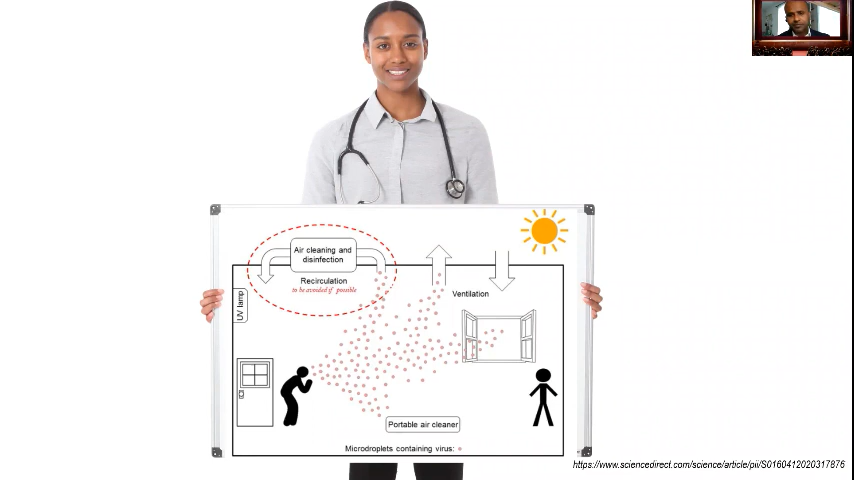 Air cleaning and
disinfection
Recirculation
to be avoided if possible
UV lamp
Ventilation
Portable air cleaner
Microdroplets containing virus:
https://www.sciencedirect.com/science/article/pii/S0160412020317876